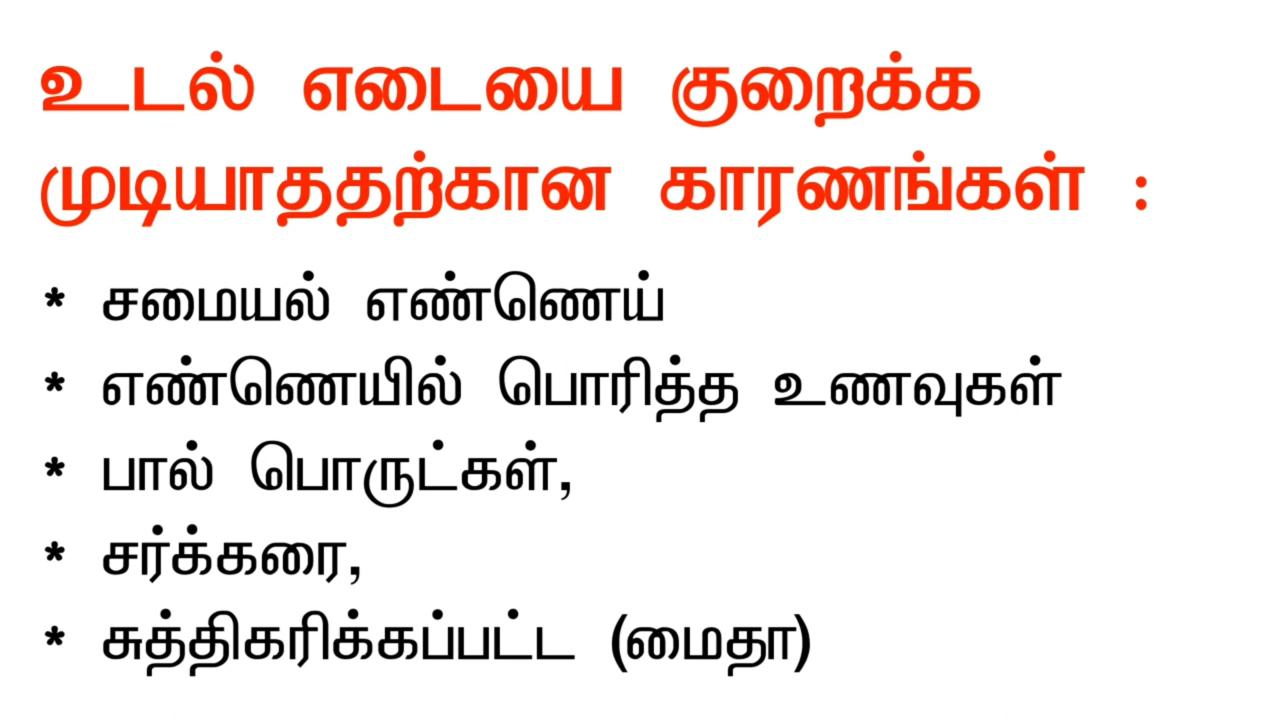 உடல் எடையை குறைக்க
முடியாததற்கான காரணங்கள் :
* சமையல் எண்ணெய்
* எண்ணெயில் பொரித்த உணவுகள்
* பால் பொருட்கள்,
* சர்க்கரை,
* சுத்திகரிக்கப்பட்ட (மைதா)